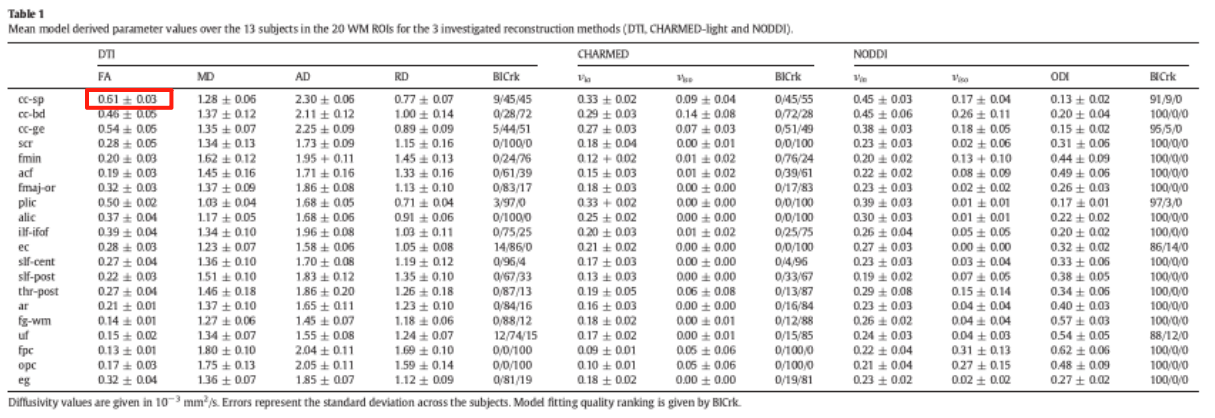 Table 1
Mean model derived parameter values over the 13 subjects in the 20 WM ROIs for the 3 investigated reconstruction methods (DTI, CHARMED-light and NODDI).
DTI CHARMED NODDI
FA MD AD RD BICrk νin νiso BICrk νin νiso ODI BICrk
cc-sp 0.61 ± 0.03 1.28 ± 0.06 2.30 ± 0.06 0.77 ± 0.07 9/45/45 0.33 ± 0.02 0.09 ± 0.04 0/45/55 0.45 ± 0.03 0.17 ± 0.04 0.13 ± 0.02 91/9/0
cc-bd 0.46 ± 0.05 1.37 ± 0.12 2.11 ± 0.12 1.00 ± 0.14 0/28/72 0.29 ± 0.03 0.14 ± 0.08 0/72/28 0.45 ± 0.06 0.26 ± 0.11 0.20 ± 0.04 100/0/0
cc-ge 0.54 ± 0.05 1.35 ± 0.07 2.25 ± 0.09 0.89 ± 0.09 5/44/51 0.27 ± 0.03 0.07 ± 0.03 0/51/49 0.38 ± 0.03 0.18 ± 0.05 0.15 ± 0.02 95/5/0
scr 0.28 ± 0.05 1.34 ± 0.13 1.73 ± 0.09 1.15 ± 0.16 0/100/0 0.18 ± 0.04 0.00 ± 0.01 0/0/100 0.23 ± 0.03 0.02 ± 0.06 0.31 ± 0.06 100/0/0
fmin 0.20 ± 0.03 1.62 ± 0.12 1.95 + 0.11 1.45 ± 0.13 0/24/76 0.12 + 0.02 0.01 ± 0.02 0/76/24 0.20 ± 0.02 0.13 + 0.10 0.44 ± 0.09 100/0/0
acf 0.19 ± 0.03 1.45 ± 0.16 1.71 ± 0.16 1.33 ± 0.16 0/61/39 0.15 ± 0.03 0.01 ± 0.02 0/39/61 0.22 ± 0.02 0.08 ± 0.09 0.49 ± 0.06 100/0/0
fmaj-or 0.32 ± 0.03 1.37 ± 0.09 1.86 ± 0.08 1.13 ± 0.10 0/83/17 0.18 ± 0.03 0.00 ± 0.00 0/17/83 0.23 ± 0.03 0.02 ± 0.02 0.26 ± 0.03 100/0/0
plic 0.50 ± 0.02 1.03 ± 0.04 1.68 ± 0.05 0.71 ± 0.04 3/97/0 0.33 + 0.02 0.00 ± 0.00 0/0/100 0.39 ± 0.03 0.01 ± 0.01 0.17 ± 0.01 97/3/0
alic 0.37 ± 0.04 1.17 ± 0.05 1.68 ± 0.06 0.91 ± 0.06 0/100/0 0.25 ± 0.02 0.00 ± 0.00 0/0/100 0.30 ± 0.03 0.01 ± 0.01 0.22 ± 0.02 100/0/0
ilf-ifof 0.39 ± 0.04 1.34 ± 0.10 1.96 ± 0.08 1.03 ± 0.11 0/75/25 0.20 ± 0.03 0.01 ± 0.02 0/25/75 0.26 ± 0.04 0.05 ± 0.05 0.20 ± 0.02 100/0/0
ec 0.28 ± 0.03 1.23 ± 0.07 1.58 ± 0.06 1.05 ± 0.08 14/86/0 0.21 ± 0.02 0.00 ± 0.00 0/0/100 0.27 ± 0.03 0.00 ± 0.00 0.32 ± 0.02 86/14/0
slf-cent 0.27 ± 0.04 1.36 ± 0.10 1.70 ± 0.08 1.19 ± 0.12 0/96/4 0.17 ± 0.03 0.00 ± 0.00 0/4/96 0.23 ± 0.03 0.03 ± 0.04 0.33 ± 0.06 100/0/0
slf-post 0.22 ± 0.03 1.51 ± 0.10 1.83 ± 0.12 1.35 ± 0.10 0/67/33 0.13 ± 0.03 0.00 ± 0.00 0/33/67 0.19 ± 0.02 0.07 ± 0.05 0.38 ± 0.05 100/0/0
thr-post 0.27 ± 0.04 1.46 ± 0.18 1.86 ± 0.20 1.26 ± 0.18 0/87/13 0.19 ± 0.05 0.06 ± 0.08 0/13/87 0.29 ± 0.08 0.15 ± 0.14 0.34 ± 0.06 100/0/0
ar 0.21 ± 0.01 1.37 ± 0.10 1.65 ± 0.11 1.23 ± 0.10 0/84/16 0.16 ± 0.03 0.00 ± 0.00 0/16/84 0.23 ± 0.03 0.04 ± 0.04 0.40 ± 0.03 100/0/0
fg-wm 0.14 ± 0.01 1.27 ± 0.06 1.45 ± 0.07 1.18 ± 0.06 0/88/12 0.18 ± 0.02 0.00 ± 0.01 0/12/88 0.26 ± 0.02 0.04 ± 0.04 0.57 ± 0.03 100/0/0
uf 0.15 ± 0.02 1.34 ± 0.07 1.55 ± 0.08 1.24 ± 0.07 12/74/15 0.17 ± 0.02 0.00 ± 0.01 0/15/85 0.24 ± 0.03 0.04 ± 0.03 0.54 ± 0.05 88/12/0
fpc 0.13 ± 0.01 1.80 ± 0.10 2.04 ± 0.11 1.69 ± 0.10 0/0/100 0.09 ± 0.01 0.05 ± 0.06 0/100/0 0.22 ± 0.04 0.31 ± 0.13 0.62 ± 0.06 100/0/0
opc 0.17 ± 0.03 1.75 ± 0.13 2.05 ± 0.11 1.59 ± 0.14 0/0/100 0.10 ± 0.01 0.05 ± 0.06 0/100/0 0.21 ± 0.04 0.27 ± 0.15 0.48 ± 0.09 100/0/0
eg 0.32 ± 0.04 1.36 ± 0.07 1.85 ± 0.07 1.12 ± 0.09 0/81/19 0.18 ± 0.02 0.00 ± 0.00 0/19/81 0.23 ± 0.02 0.02 ± 0.02 0.27 ± 0.02 100/0/0
Diffusivity values are given in 10⁻³ mm²/s. Errors represent the standard deviation across the subjects. Model fitting quality ranking is given by BICrk.